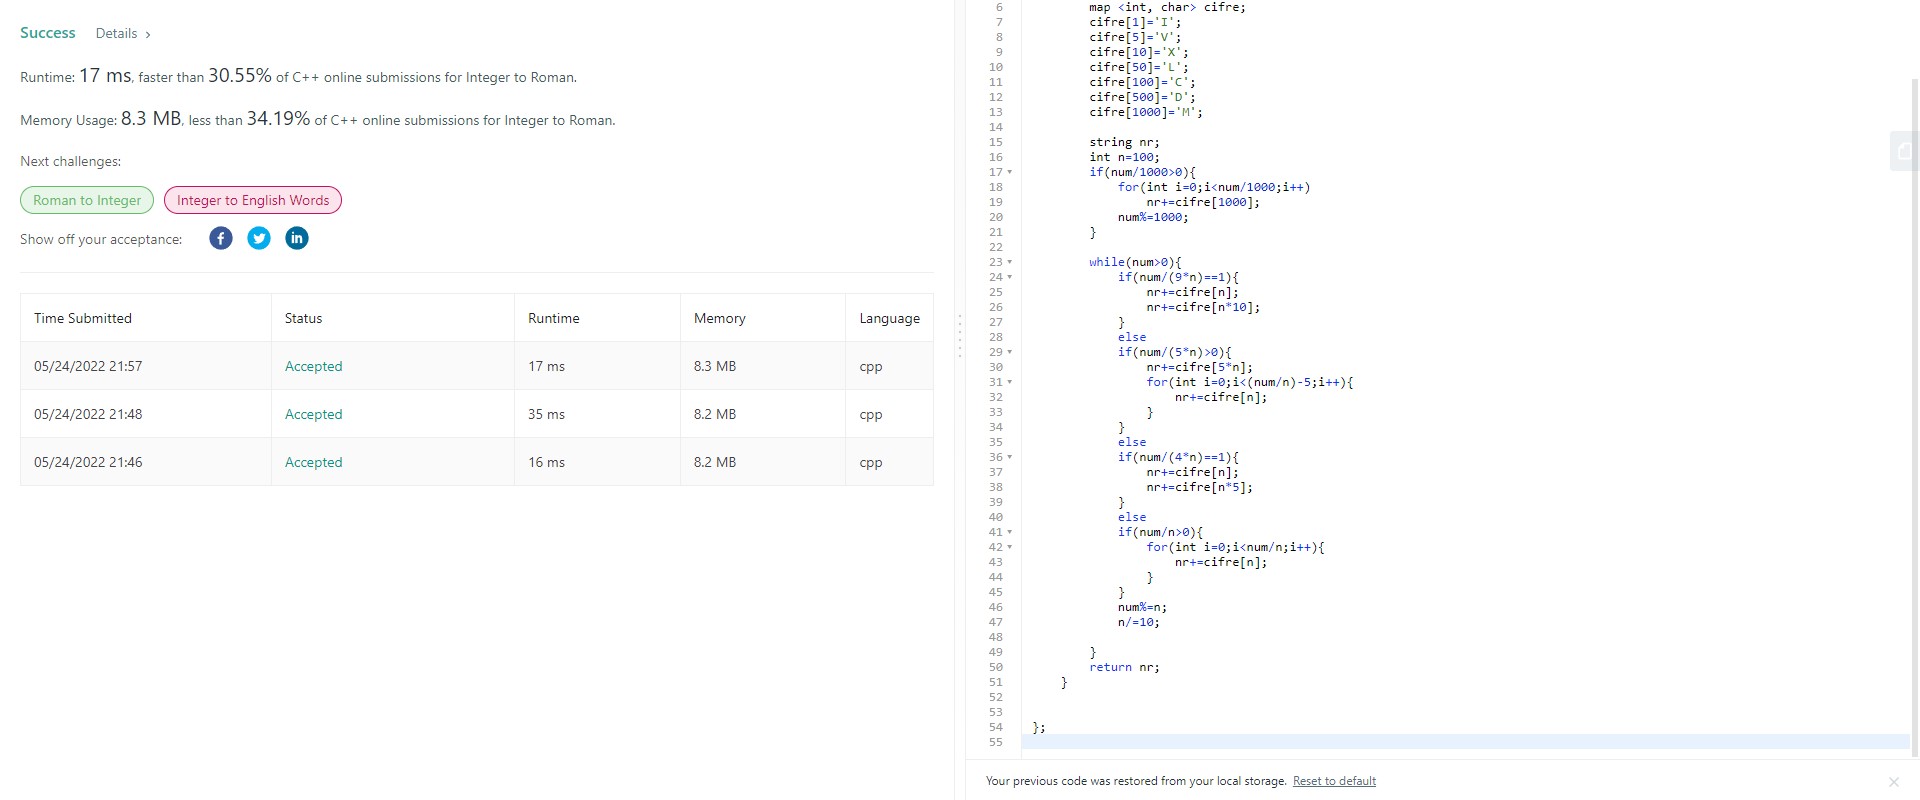 Success Details ›
Runtime: 17 ms, faster than 30.55% of C++ online submissions for Integer to Roman.
Memory Usage: 8.3 MB, less than 34.19% of C++ online submissions for Integer to Roman.
Next challenges:
Roman to Integer Integer to English Words
Show off your acceptance:
Time Submitted Status Runtime Memory Language
05/24/2022 21:57 Accepted 17 ms 8.3 MB cpp
05/24/2022 21:48 Accepted 35 ms 8.2 MB cpp
05/24/2022 21:46 Accepted 16 ms 8.2 MB cpp
6 map <int, char> cifre;
7 cifre[1]='I';
8 cifre[5]='V';
9 cifre[10]='X';
10 cifre[50]='L';
11 cifre[100]='C';
12 cifre[500]='D';
13 cifre[1000]='M';
14
15 string nr;
16 int n=100;
17 if(num/1000>0){
18 for(int i=0;i<num/1000;i++)
19 nr+=cifre[1000];
20 num%=1000;
21 }
22
23 while(num>0){
24 if(num/(9*n)==1){
25 nr+=cifre[n];
26 nr+=cifre[n*10];
27 }
28 else
29 if(num/(5*n)>0){
30 nr+=cifre[5*n];
31 for(int i=0;i<(num/n)-5;i++){
32 nr+=cifre[n];
33 }
34 }
35 else
36 if(num/(4*n)==1){
37 nr+=cifre[n];
38 nr+=cifre[n*5];
39 }
40 else
41 if(num/n>0){
42 for(int i=0;i<num/n;i++){
43 nr+=cifre[n];
44 }
45 }
46 num%=n;
47 n/=10;
48
49 }
50 return nr;
51 }
52
53
54 };
55
Your previous code was restored from your local storage. Reset to default